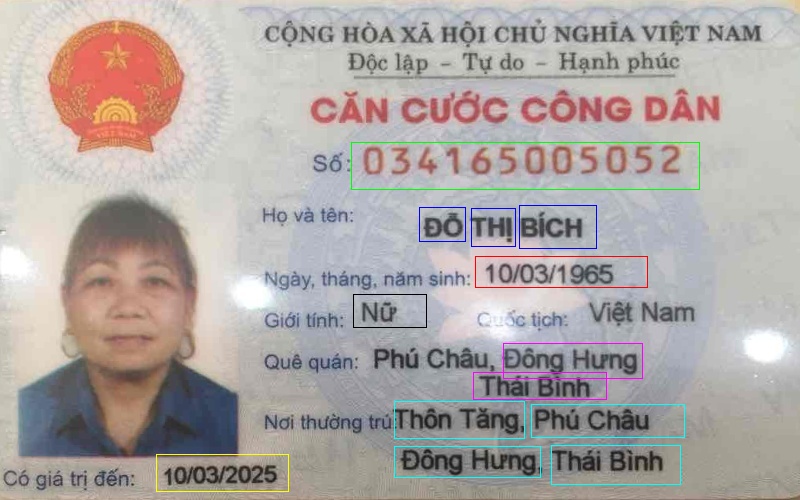 CỘNG HÒA XÃ HỘI CHỦ NGHĨA VIỆT NAM
Độc lập - Tự do - Hạnh phúc
CĂN CƯỚC CÔNG DÂN
Số: 034165005052
Họ và tên: ĐỖ THỊ BÍCH
Ngày, tháng, năm sinh: 10/03/1965
Giới tính: Nữ Quốc tịch: Việt Nam
Quê quán: Phú Châu, Đông Hưng
Thái Bình
Nơi thường trú: Thôn Tăng, Phú Châu
Đông Hưng, Thái Bình
Có giá trị đến: 10/03/2025